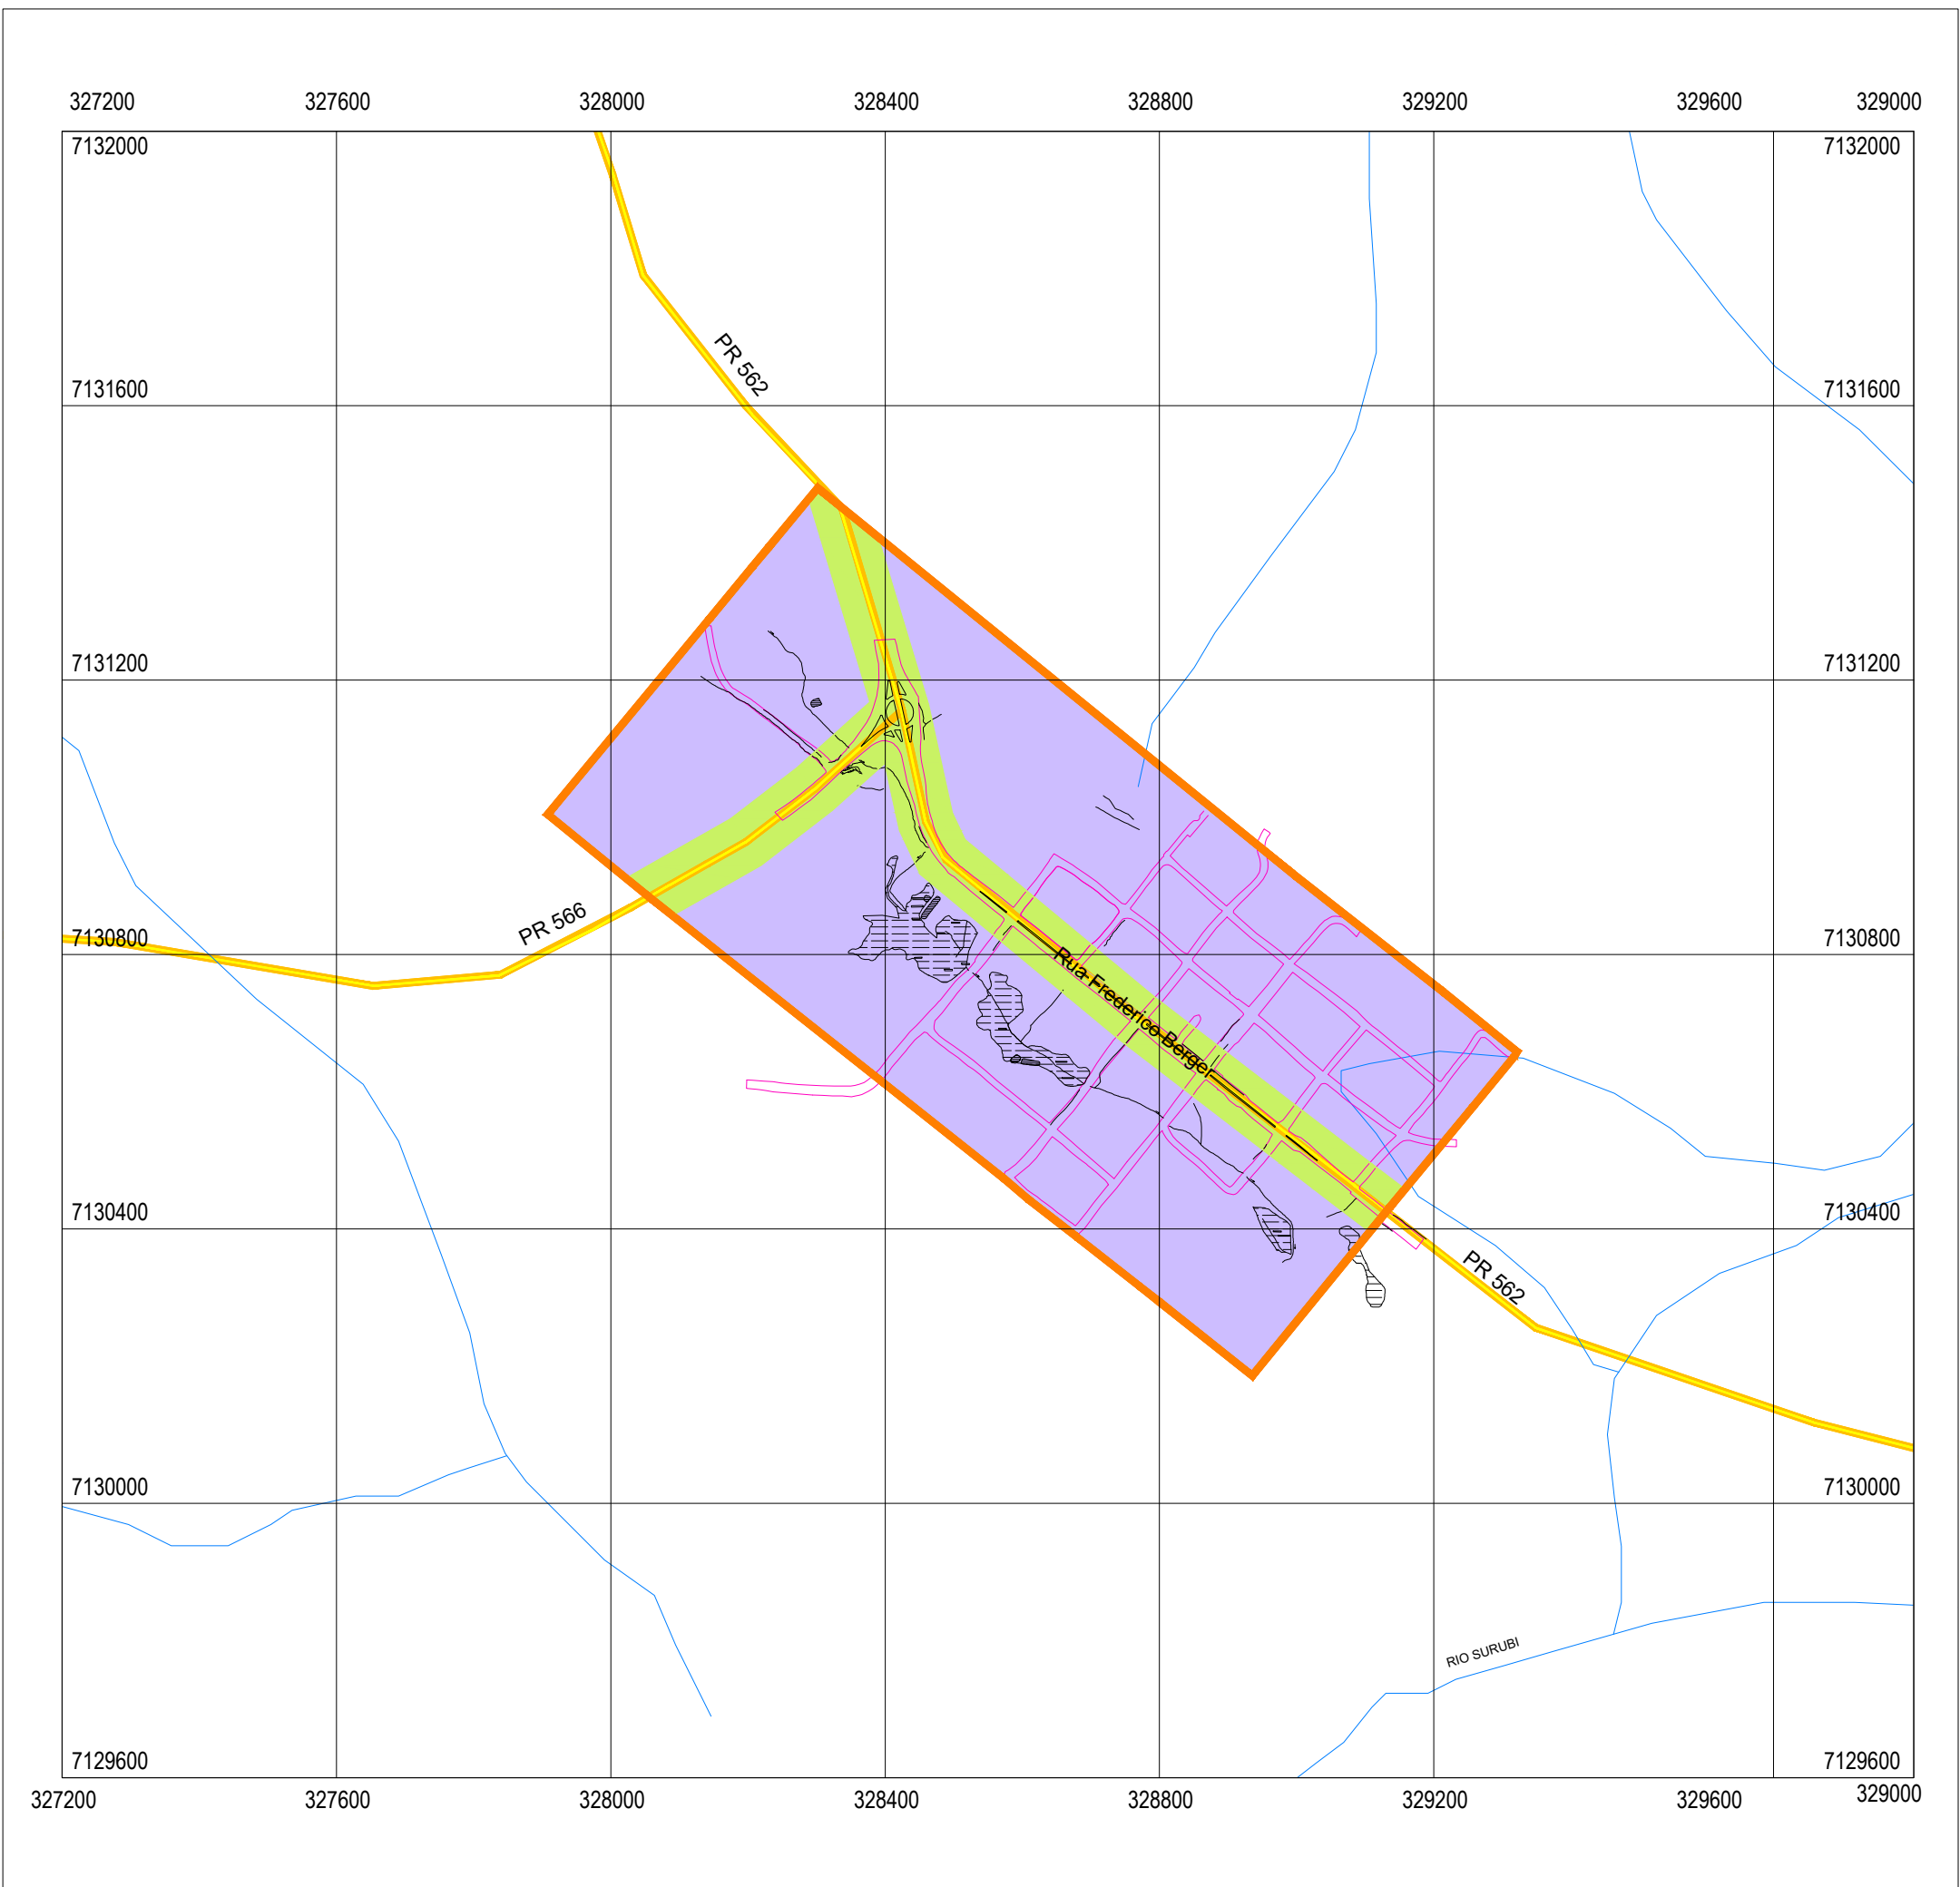 327200 327600 328000 328400 328800 329200 329600 329000
7132000 7132000
PR 562
7131600 7131600
7131200 7131200
PR 566
7130800 7130800
Rua Frederico Berger
7130400 7130400
PR 562
7130000 7130000
RIO SURUBI
7129600 7129600
327200 327600 328000 328400 328800 329200 329600 329000